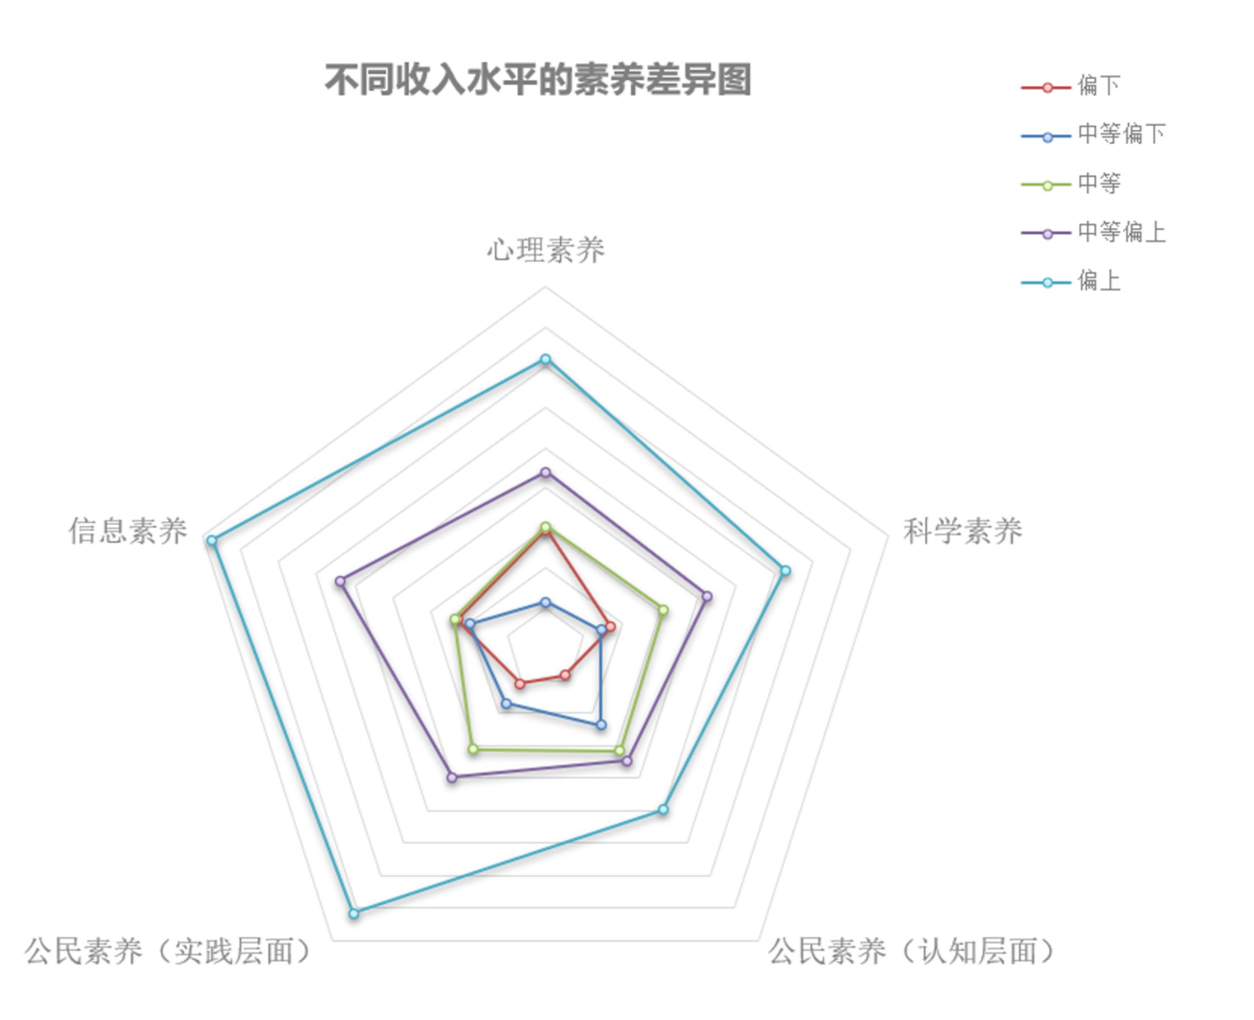 不同收入水平的素养差异图
偏下
中等偏下
中等
中等偏上
偏上
心理素养
信息素养
科学素养
公民素养（实践层面）
公民素养（认知层面）